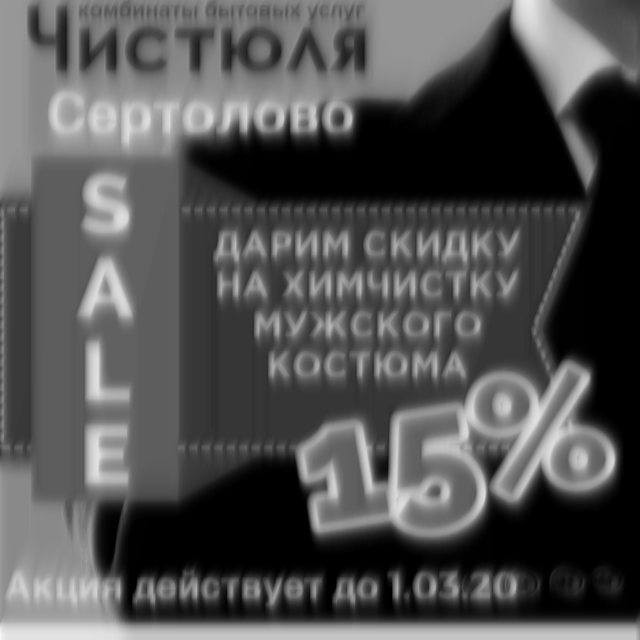 комбинаты бытовых услуг
Чистюля
Сертолово
SALE
ДАРИМ СКИДКУ
НА ХИМЧИСТКУ
МУЖСКОГО
КОСТЮМА
15%
Акция действует до 1.03.20